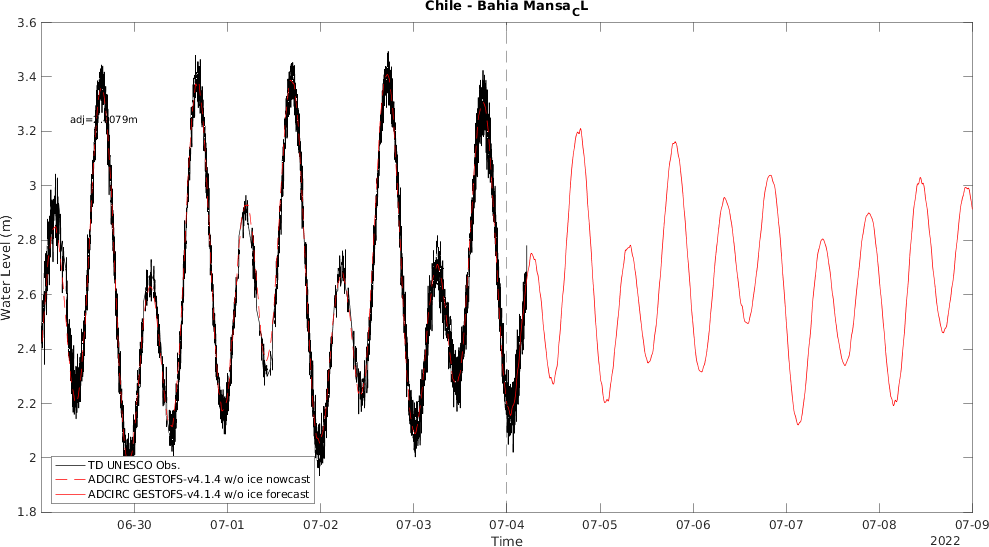 Chile - Bahia Mansa_CL
3.6
3.4
3.2
3
2.8
2.6
2.4
2.2
2
1.8
Water Level (m)
TD UNESCO Obs.
ADCIRC GESTOFS-v4.1.4 w/o ice nowcast
ADCIRC GESTOFS-v4.1.4 w/o ice forecast
06-30 07-01 07-02 07-03 07-04 07-05 07-06 07-07 07-08 07-09
Time
2022